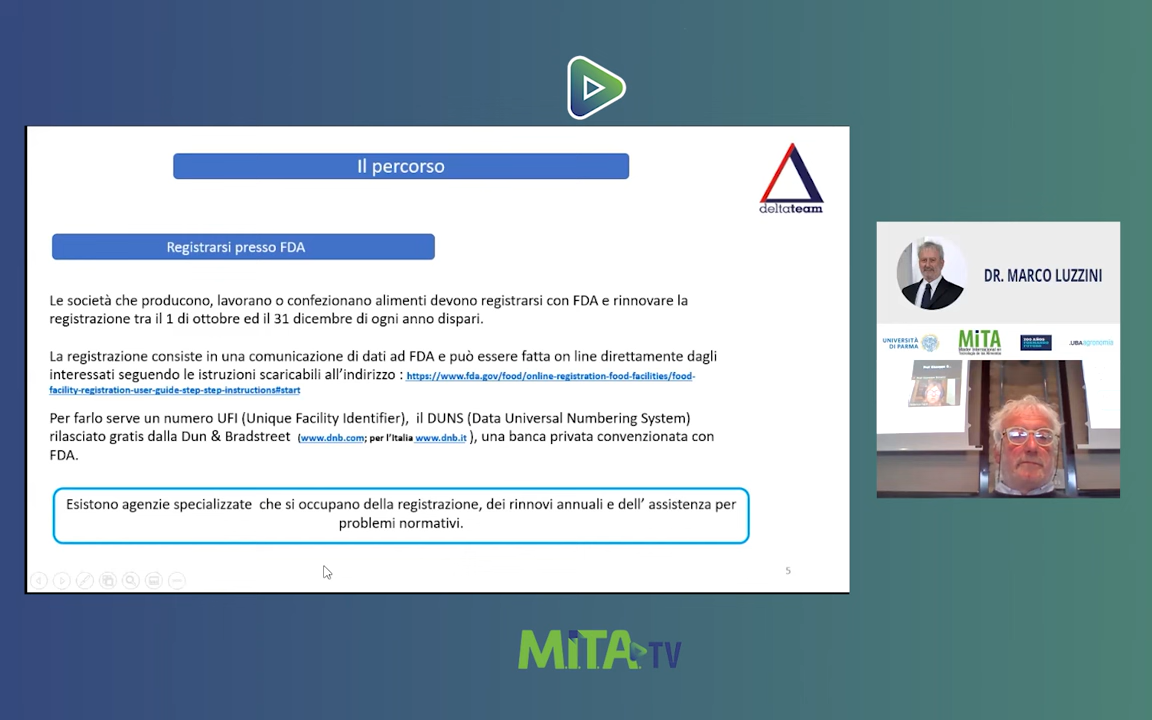 Il percorso
deltateam
Registrarsi presso FDA
Le società che producono, lavorano o confezionano alimenti devono registrarsi con FDA e rinnovare la
registrazione tra il 1 di ottobre ed il 31 dicembre di ogni anno dispari.
La registrazione consiste in una comunicazione di dati ad FDA e può essere fatta on line direttamente dagli
interessati seguendo le istruzioni scaricabili all'indirizzo : https://www.fda.gov/food/online-registration-food-facilities/food-
facility-registration-user-guide-step-step-instructions#start
Per farlo serve un numero UFI (Unique Facility Identifier), il DUNS (Data Universal Numbering System)
rilasciato gratis dalla Dun & Bradstreet (www.dnb.com; per l'Italia www.dnb.it ), una banca privata convenzionata con
FDA.
Esistono agenzie specializzate che si occupano della registrazione, dei rinnovi annuali e dell' assistenza per
problemi normativi.
5
DR. MARCO LUZZINI
UNIVERSITÀ
DI PARMA
MiTA
UBAagronomia
MiTA TV